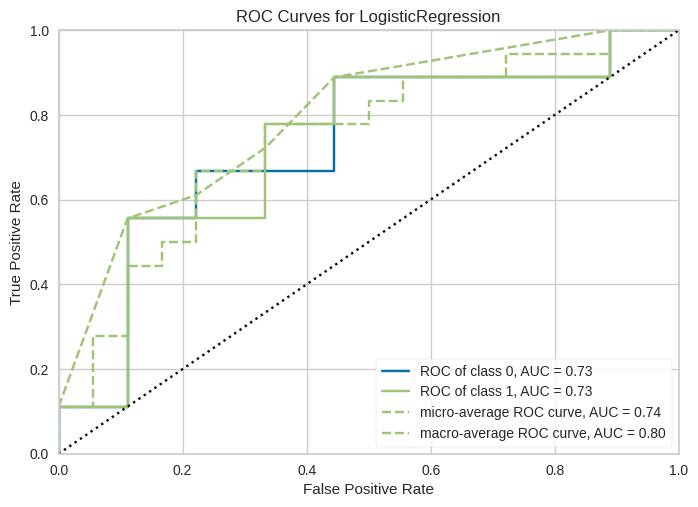 ROC Curves for LogisticRegression
True Positive Rate
1.0
0.8
0.6
0.4
0.2
0.0
ROC of class 0, AUC = 0.73
ROC of class 1, AUC = 0.73
micro-average ROC curve, AUC = 0.74
macro-average ROC curve, AUC = 0.80
0.0 0.2 0.4 0.6 0.8 1.0
False Positive Rate